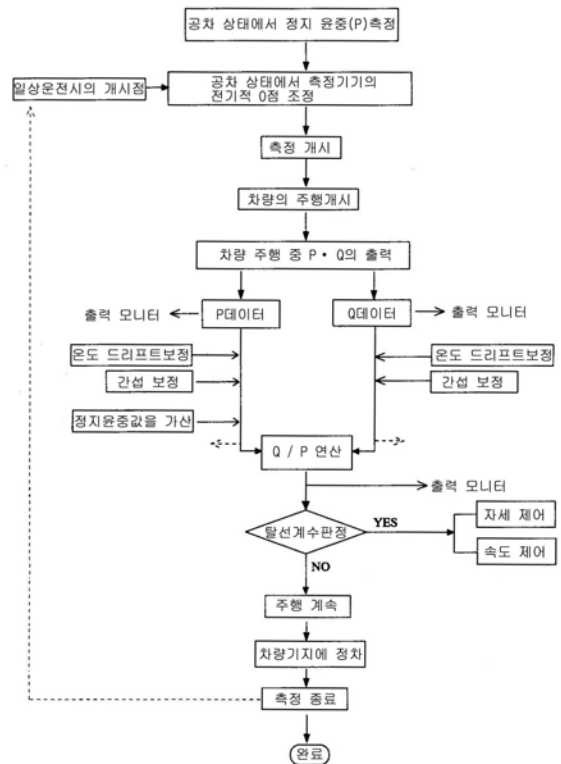 공차 상태에서 정지 윤중(P)측정
일상운전시의 개시점
공차 상태에서 측정기기의
전기적 0점 조정
측정 개시
차량의 주행개시
차량 주행 중 P • Q의 출력
출력 모니터
P데이터
Q데이터
출력 모니터
온도 드리프트보정
온도 드리프트보정
간섭 보정
간섭 보정
정지윤중값을 가산
Q / P 연산
출력 모니터
탈선계수판정
YES
자세 제어
속도 제어
NO
주행 계속
차량기지에 정차
측정 종료
완료